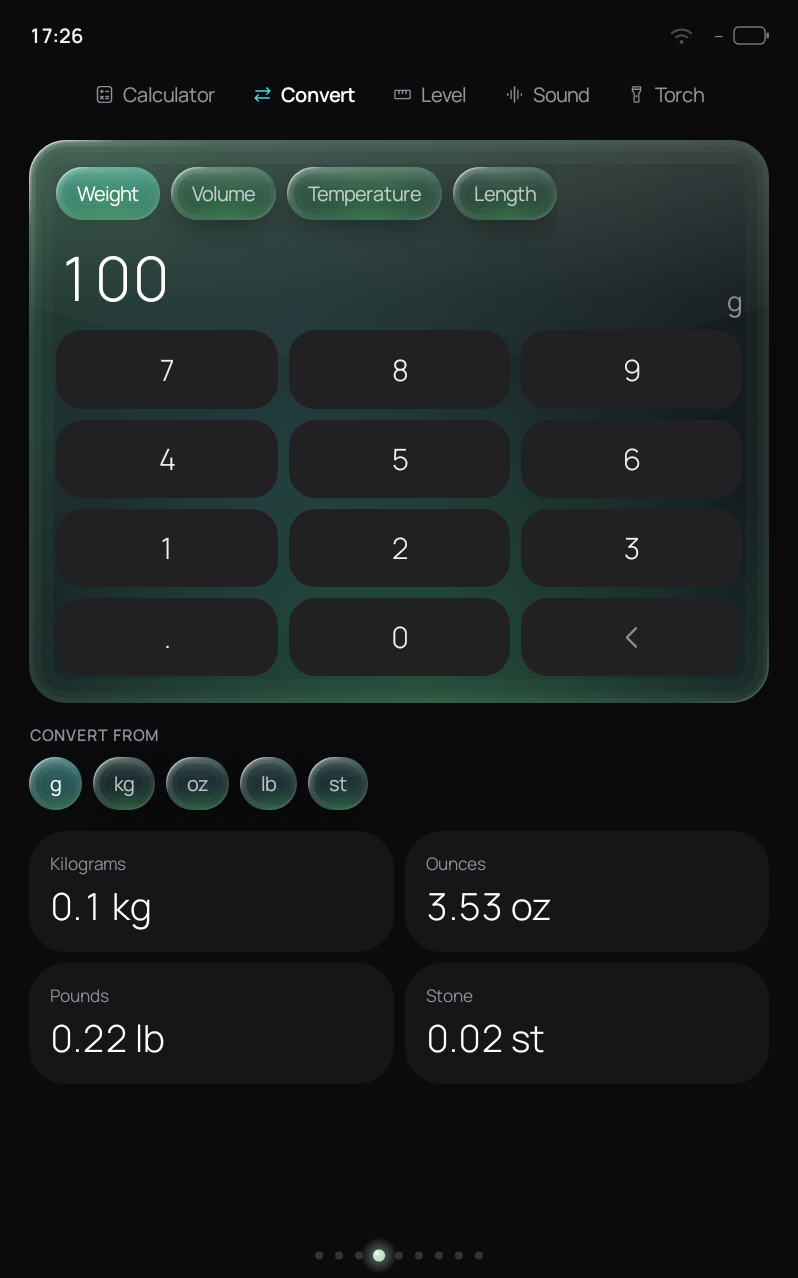 17:26
Calculator Convert Level Sound Torch
Weight Volume Temperature Length
100
g
7 8 9
4 5 6
1 2 3
. 0
CONVERT FROM
g kg oz lb st
Kilograms Ounces
0.1 kg 3.53 oz
Pounds Stone
0.22 lb 0.02 st